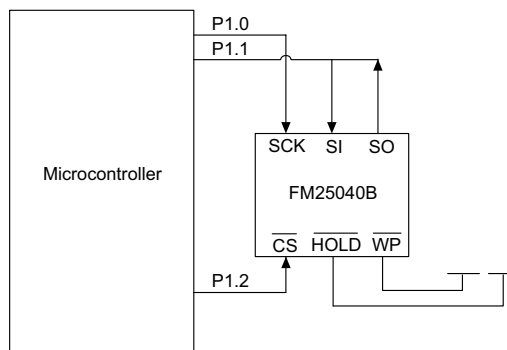 P1.0
P1.1
SCK SI SO
Microcontroller
FM25040B
CS HOLD WP
P1.2